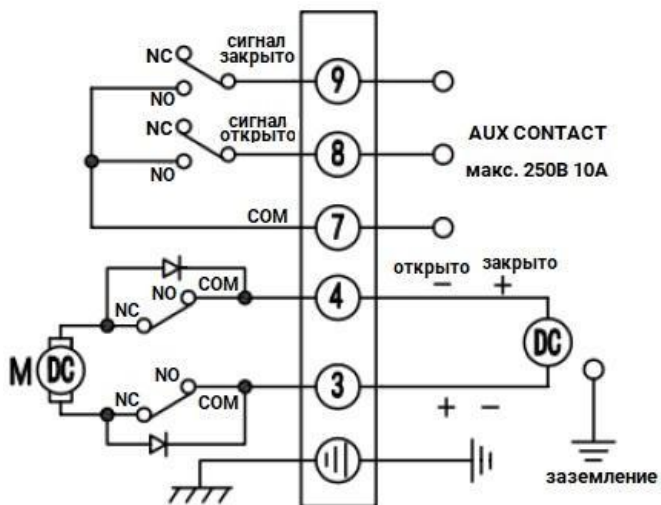 NC
сигнал
закрыто
9
NO
NC
сигнал
открыто
8
NO
AUX CONTACT
макс. 250В 10А
COM
7
NO
COM
4
NC
открыто
закрыто
−
+
DC
M
DC
NC
NO
COM
3
+
−
заземление